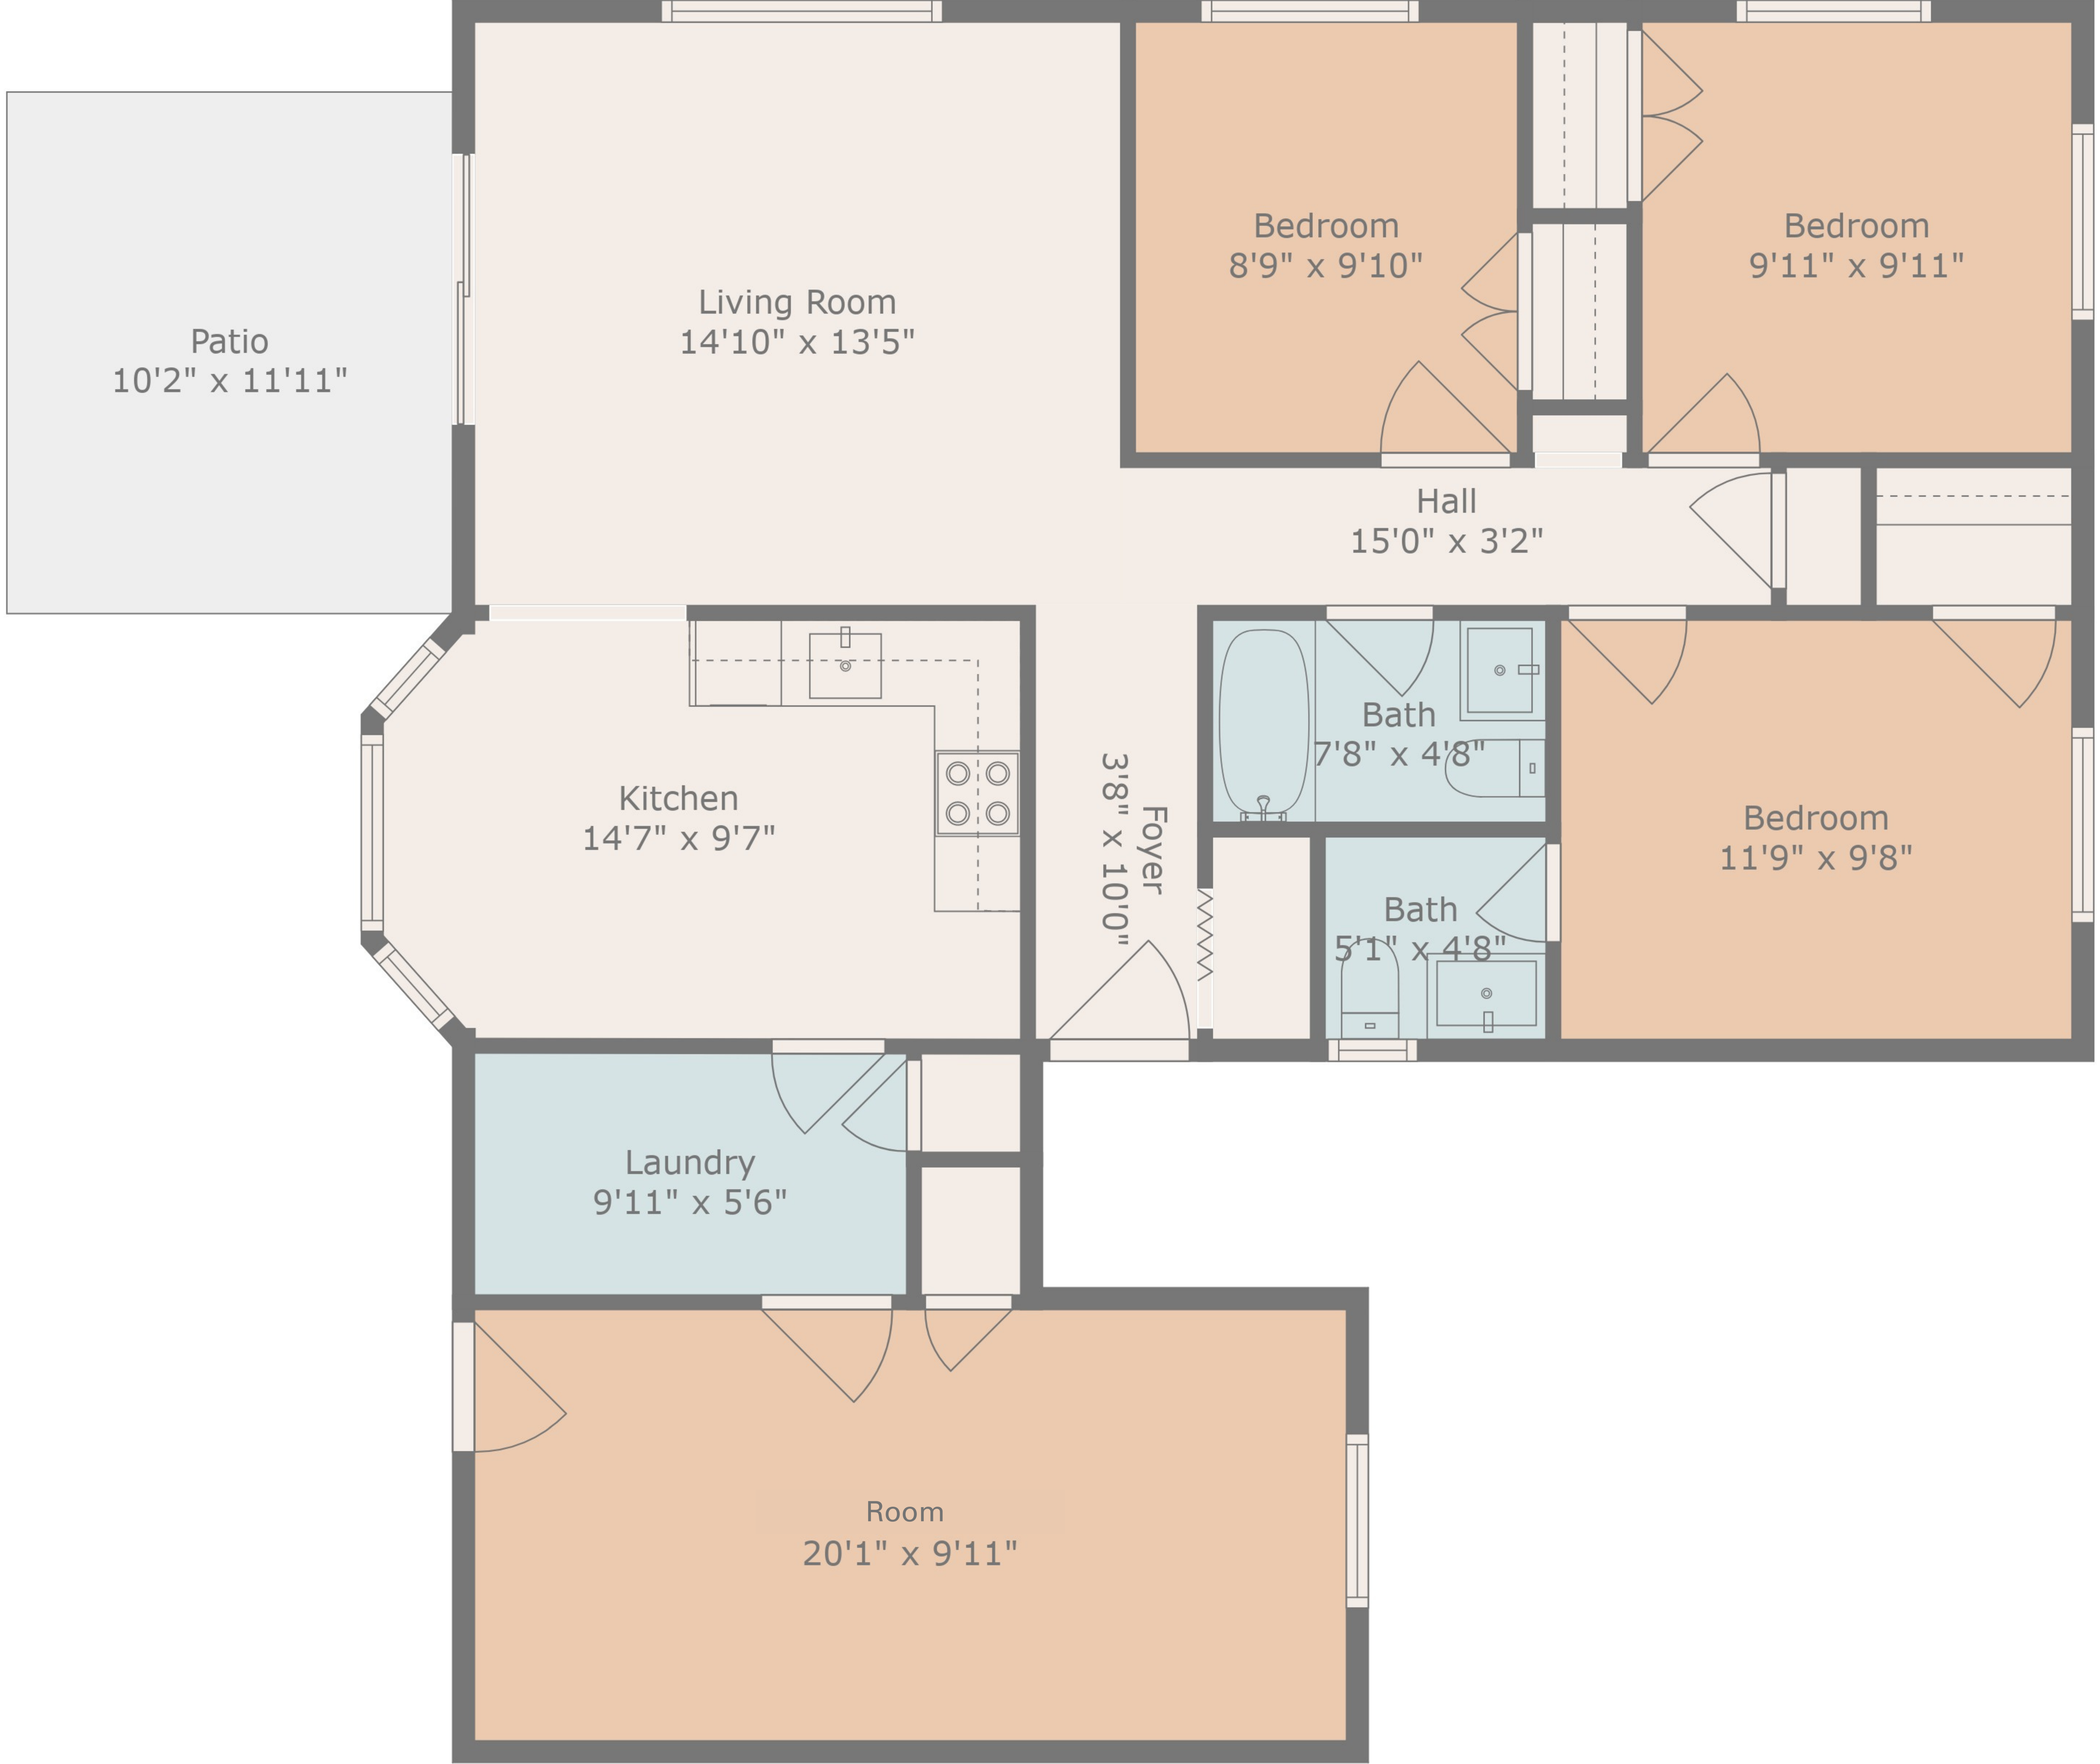 Bedroom
8'9" x 9'10"
Bedroom
9'11" x 9'11"
Living Room
14'10" x 13'5"
Patio
10'2" x 11'11"
Hall
15'0" x 3'2"
Bath
7'8" x 4'8"
Kitchen
14'7" x 9'7"
Foyer
3'8" x 10'0"
Bedroom
11'9" x 9'8"
Bath
5'1" x 4'8"
Laundry
9'11" x 5'6"
Room
20'1" x 9'11"